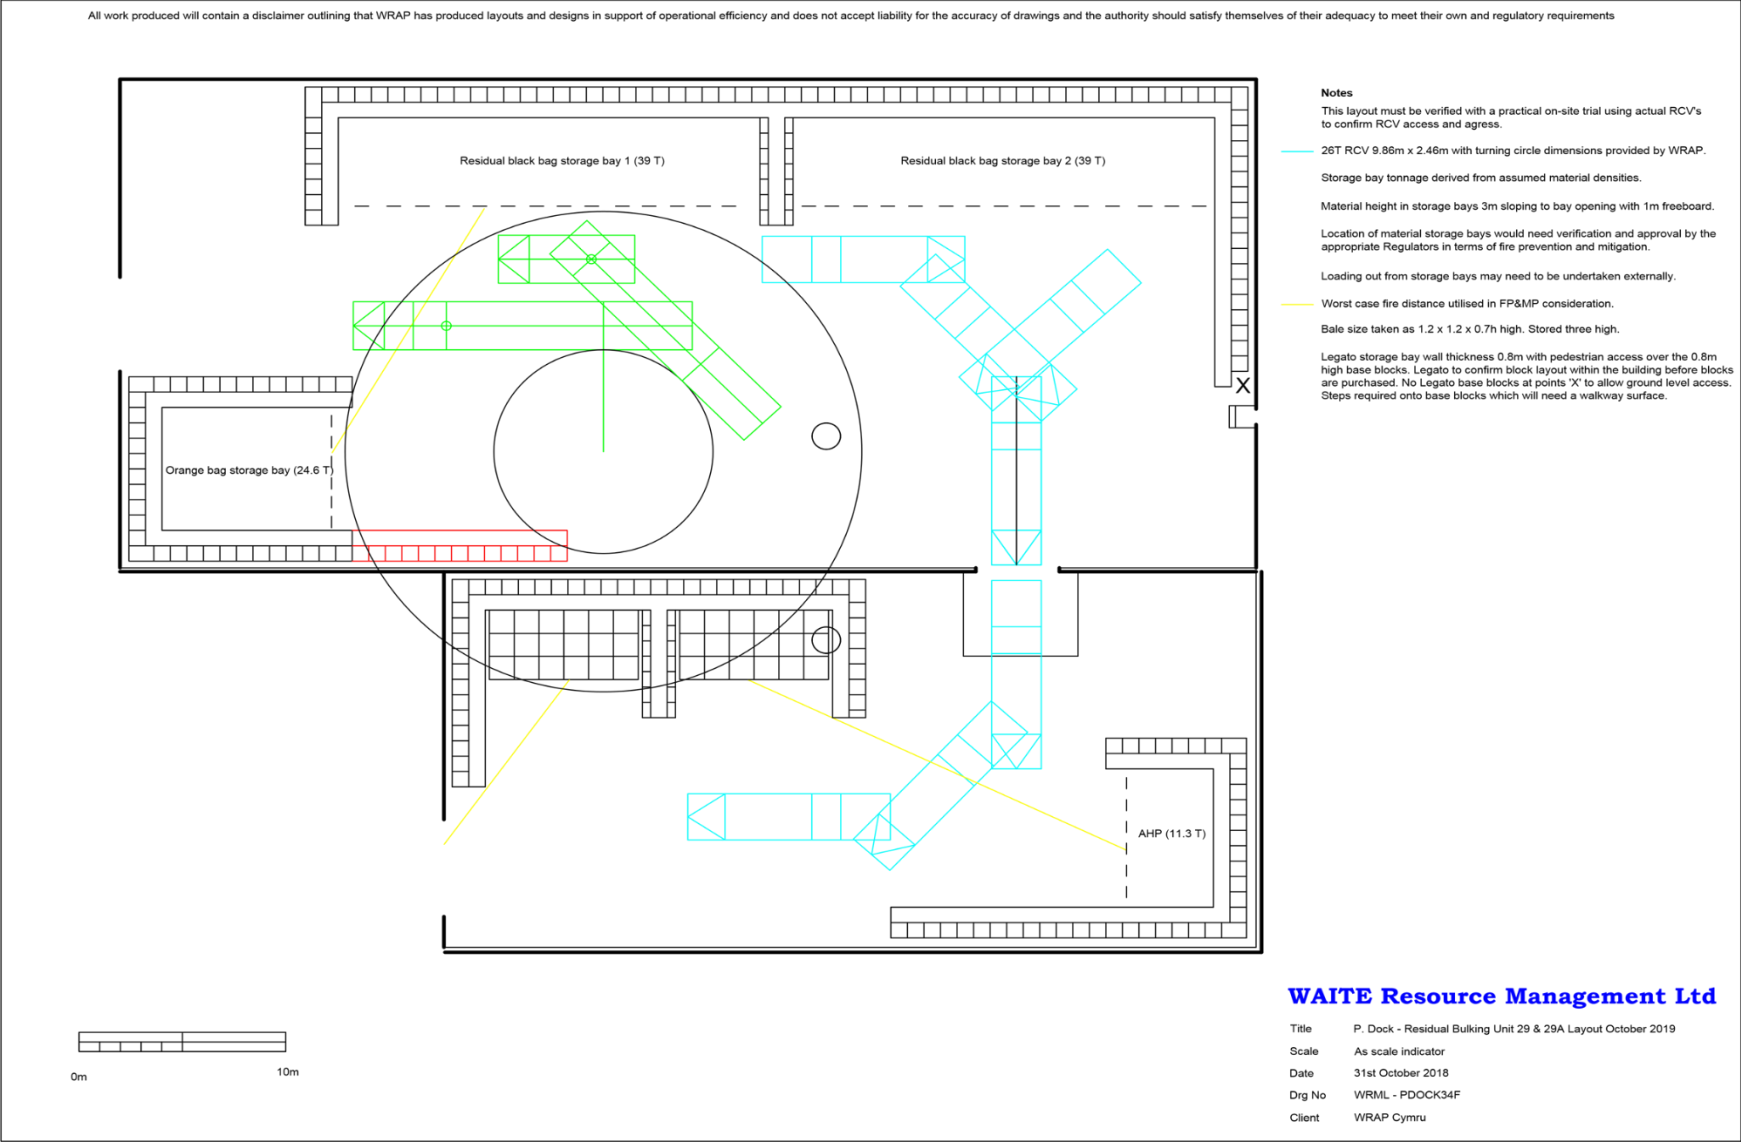 All work produced will contain a disclaimer outlining that WRAP has produced layouts and designs in support of operational efficiency and does not accept liability for the accuracy of drawings and the authority should satisfy themselves of their adequacy to meet their own and regulatory requirements
Residual black bag storage bay 1 (39 T)
Residual black bag storage bay 2 (39 T)
X
Orange bag storage bay (24.6 T)
AHP (11.3 T)
0m
10m
Notes
This layout must be verified with a practical on-site trial using actual RCV's
to confirm RCV access and agress.
26T RCV 9.86m x 2.46m with turning circle dimensions provided by WRAP.
Storage bay tonnage derived from assumed material densities.
Material height in storage bays 3m sloping to bay opening with 1m freeboard.
Location of material storage bays would need verification and approval by the
appropriate Regulators in terms of fire prevention and mitigation.
Loading out from storage bays may need to be undertaken externally.
Worst case fire distance utilised in FP&MP consideration.
Bale size taken as 1.2 x 1.2 x 0.7h high. Stored three high.
Legato storage bay wall thickness 0.8m with pedestrian access over the 0.8m
high base blocks. Legato to confirm block layout within the building before blocks
are purchased. No Legato base blocks at points 'X' to allow ground level access.
Steps required onto base blocks which will need a walkway surface.
WAITE Resource Management Ltd
Title P. Dock - Residual Bulking Unit 29 & 29A Layout October 2019
Scale As scale indicator
Date 31st October 2018
Drg No WRML - PDOCK34F
Client WRAP Cymru